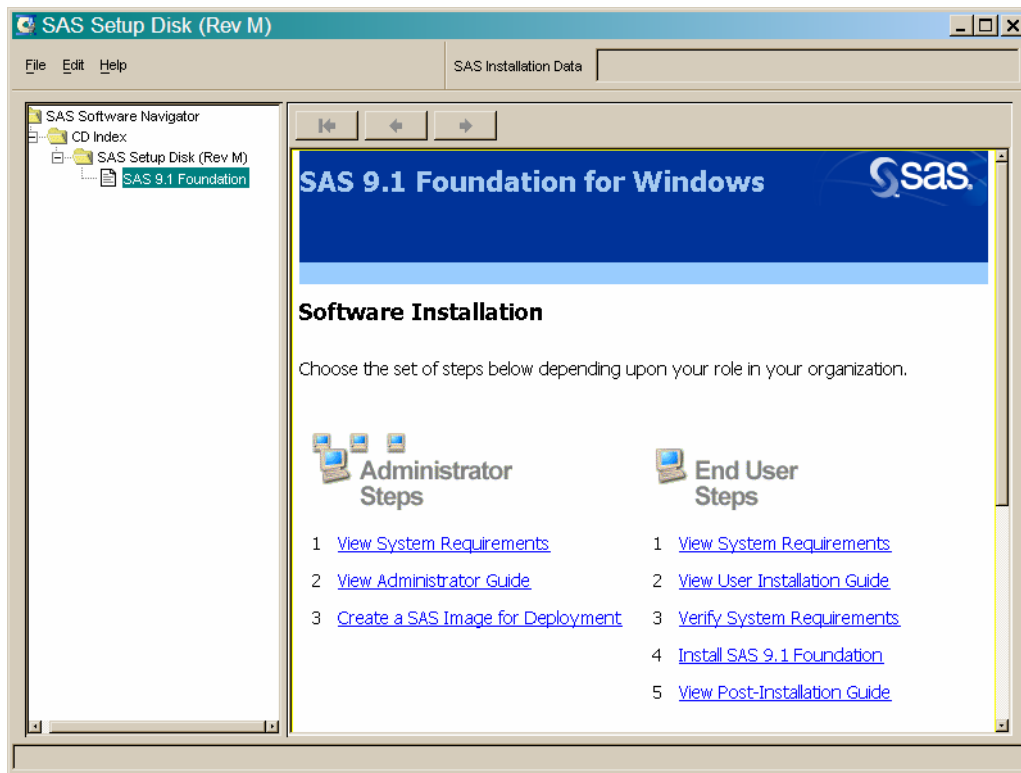 SAS Setup Disk (Rev M)
File Edit Help
SAS Installation Data
SAS Software Navigator
CD Index
SAS Setup Disk (Rev M)
SAS 9.1 Foundation
SAS 9.1 Foundation for Windows
sas.
Software Installation
Choose the set of steps below depending upon your role in your organization.
Administrator
Steps
1 View System Requirements
2 View Administrator Guide
3 Create a SAS Image for Deployment
End User
Steps
1 View System Requirements
2 View User Installation Guide
3 Verify System Requirements
4 Install SAS 9.1 Foundation
5 View Post-Installation Guide